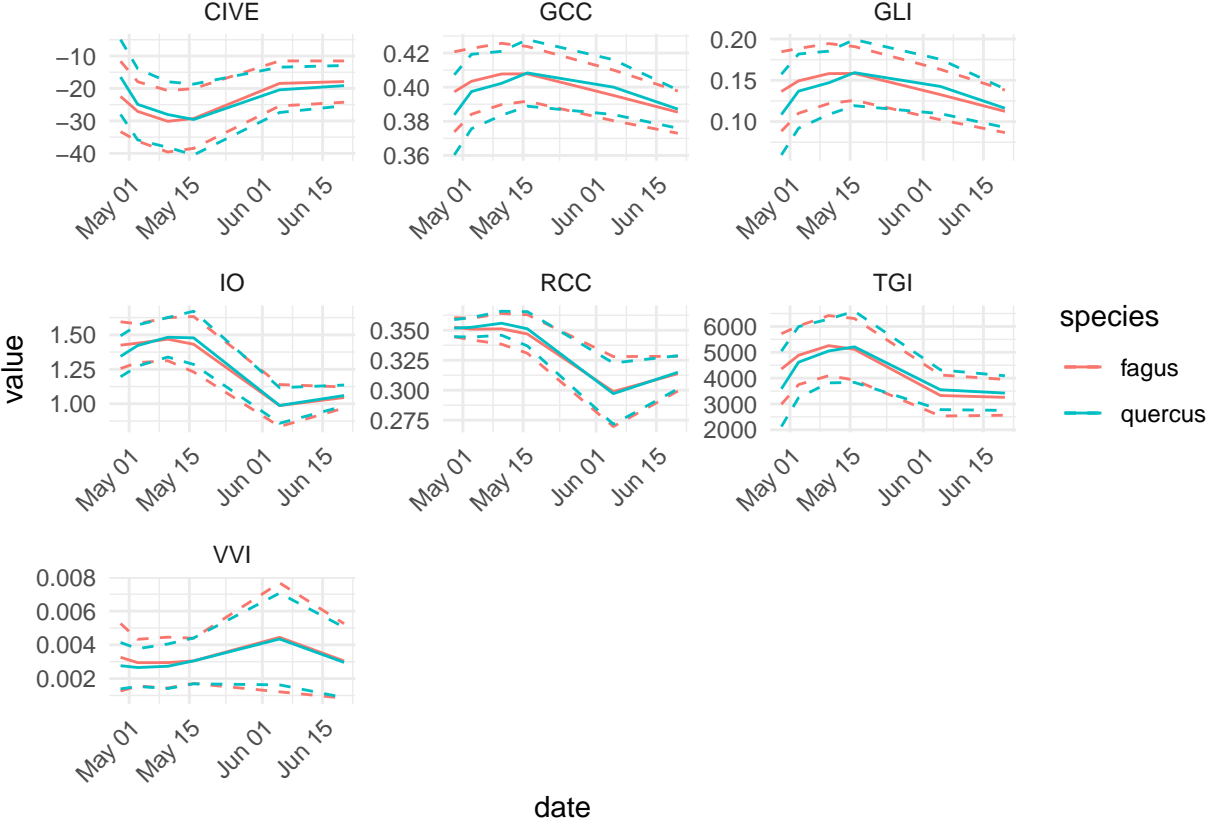 CIVE
GCC
GLI
−10
−20
−30
−40
0.42
0.40
0.38
0.36
0.20
0.15
0.10
May 01
May 15
Jun 01
Jun 15
May 01
May 15
Jun 01
Jun 15
May 01
May 15
Jun 01
Jun 15
IO
RCC
TGI
1.50
1.25
1.00
0.350
0.325
0.300
0.275
6000
5000
4000
3000
2000
May 01
May 15
Jun 01
Jun 15
May 01
May 15
Jun 01
Jun 15
May 01
May 15
Jun 01
Jun 15
value
species
fagus
quercus
VVI
0.008
0.006
0.004
0.002
May 01
May 15
Jun 01
Jun 15
date